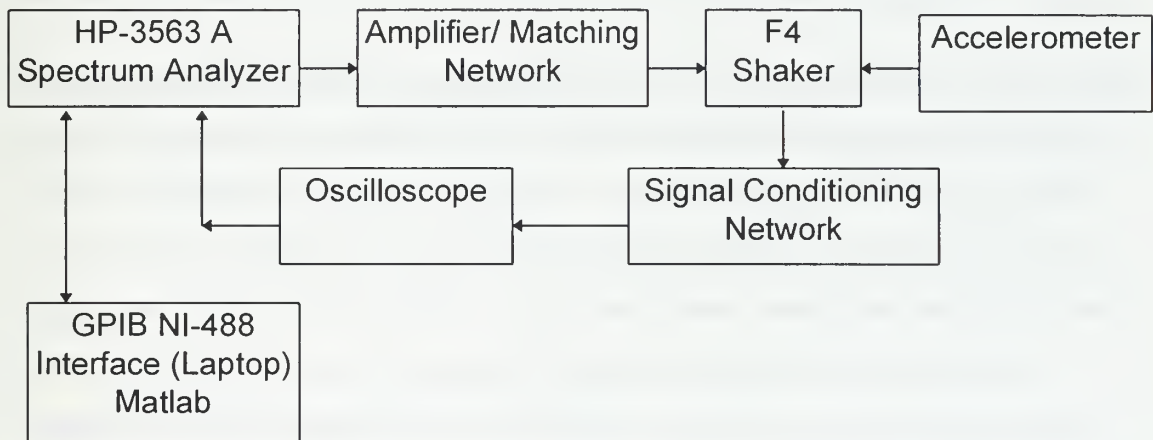 HP-3563 A
Spectrum Analyzer
Amplifier/ Matching
Network
F4
Shaker
Accelerometer
Oscilloscope
Signal Conditioning
Network
GPIB NI-488
Interface (Laptop)
Matlab